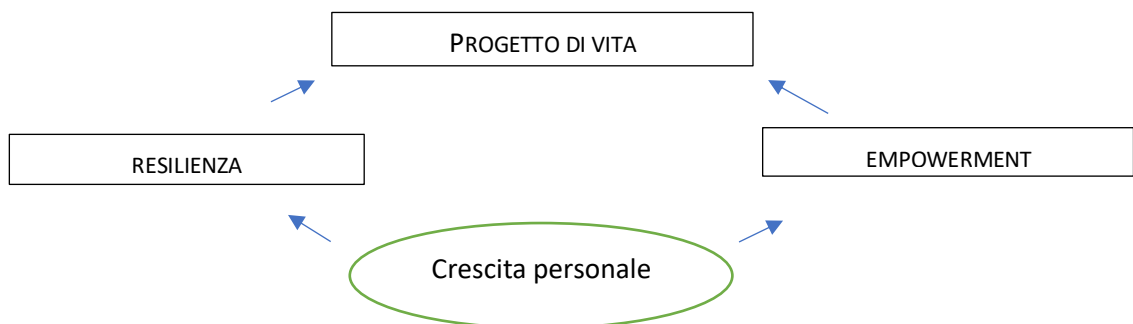 PROGETTO DI VITA
RESILIENZA
EMPOWERMENT
Crescita personale